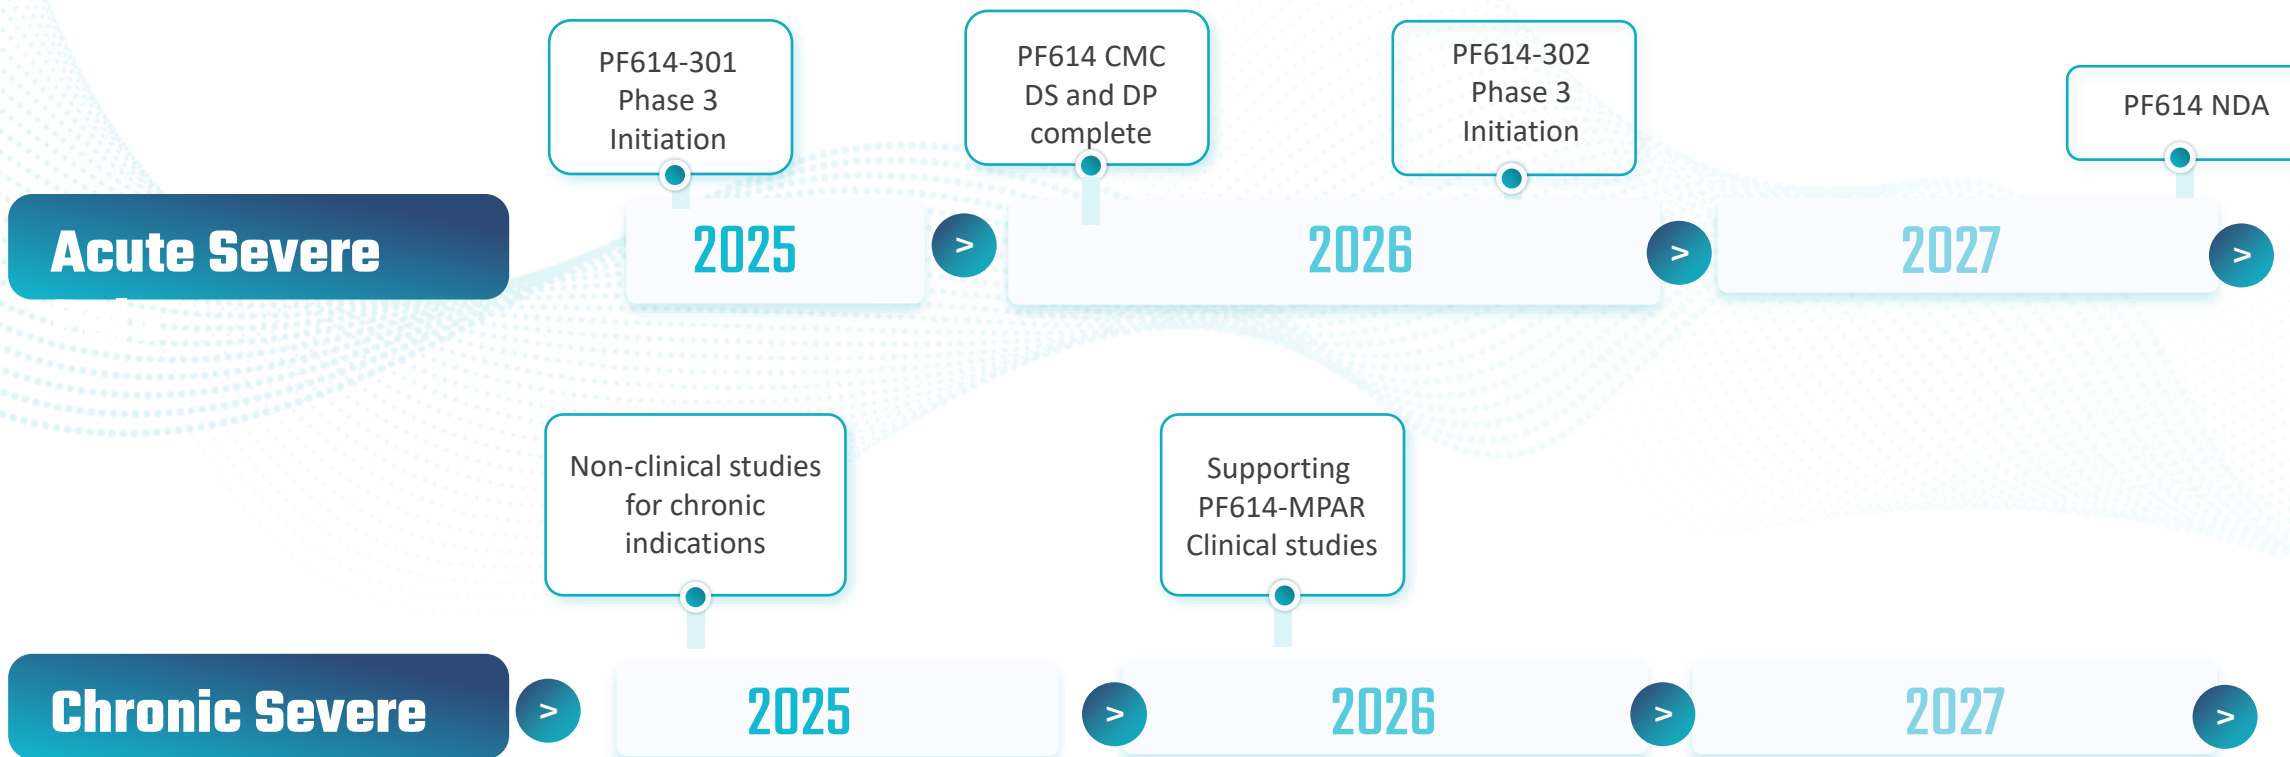 PF614-301
Phase 3
Initiation
PF614 CMC
DS and DP
complete
PF614-302
Phase 3
Initiation
PF614 NDA
Acute Severe
2025
>
2026
>
2027
>
Non-clinical studies
for chronic
indications
Supporting
PF614-MPAR
Clinical studies
Chronic Severe
>
2025
>
2026
>
2027
>